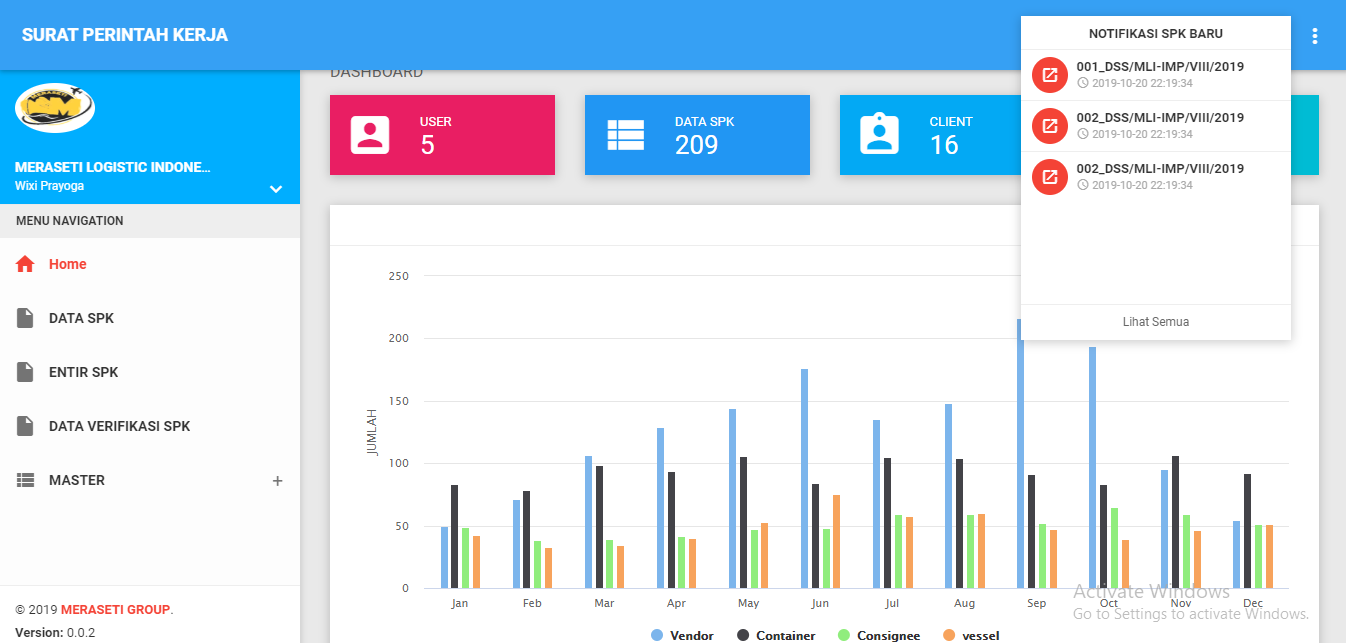 SURAT PERINTAH KERJA
NOTIFIKASI SPK BARU
001_DSS/MLI-IMP/VIII/2019
2019-10-20 22:19:34
002_DSS/MLI-IMP/VIII/2019
2019-10-20 22:19:34
002_DSS/MLI-IMP/VIII/2019
2019-10-20 22:19:34
Lihat Semua
MERASETI
MERASETI LOGISTIC INDONE...
Wixi Prayoga
MENU NAVIGATION
Home
DATA SPK
ENTIR SPK
DATA VERIFIKASI SPK
MASTER
+
© 2019 MERASETI GROUP.
Version: 0.0.2
DASHBOARD
USER
5
DATA SPK
209
CLIENT
16
JUMLAH
250
200
150
100
50
0
Jan Feb Mar Apr May Jun Jul Aug Sep Oct Nov Dec
Vendor Container Consignee vessel
Activate Windows
Go to Settings to activate Windows.